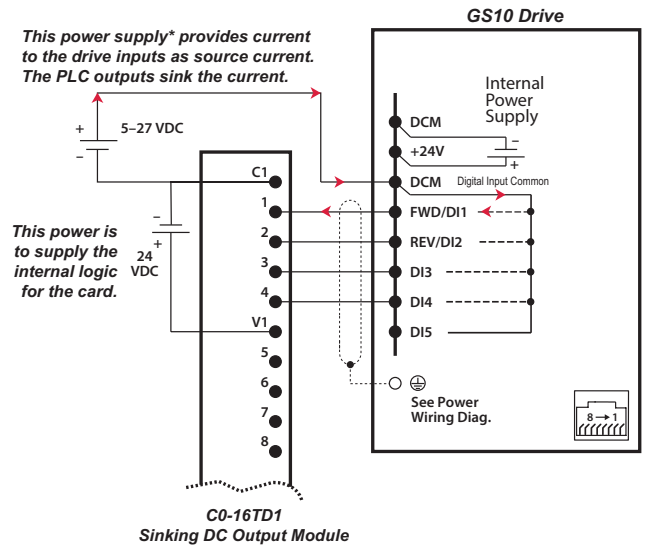 GS10 Drive
This power supply* provides current
to the drive inputs as source current.
The PLC outputs sink the current.
+
5–27 VDC
–
Internal
Power
Supply
DCM
–
+24V
+
C1
DCM
Digital Input Common
1
FWD/DI1
This power is
to supply the
internal logic
for the card.
–
+
24
VDC
2
REV/DI2
3
DI3
4
DI4
V1
DI5
5
6
7
8
See Power
Wiring Diag.
8→1
C0-16TD1
Sinking DC Output Module